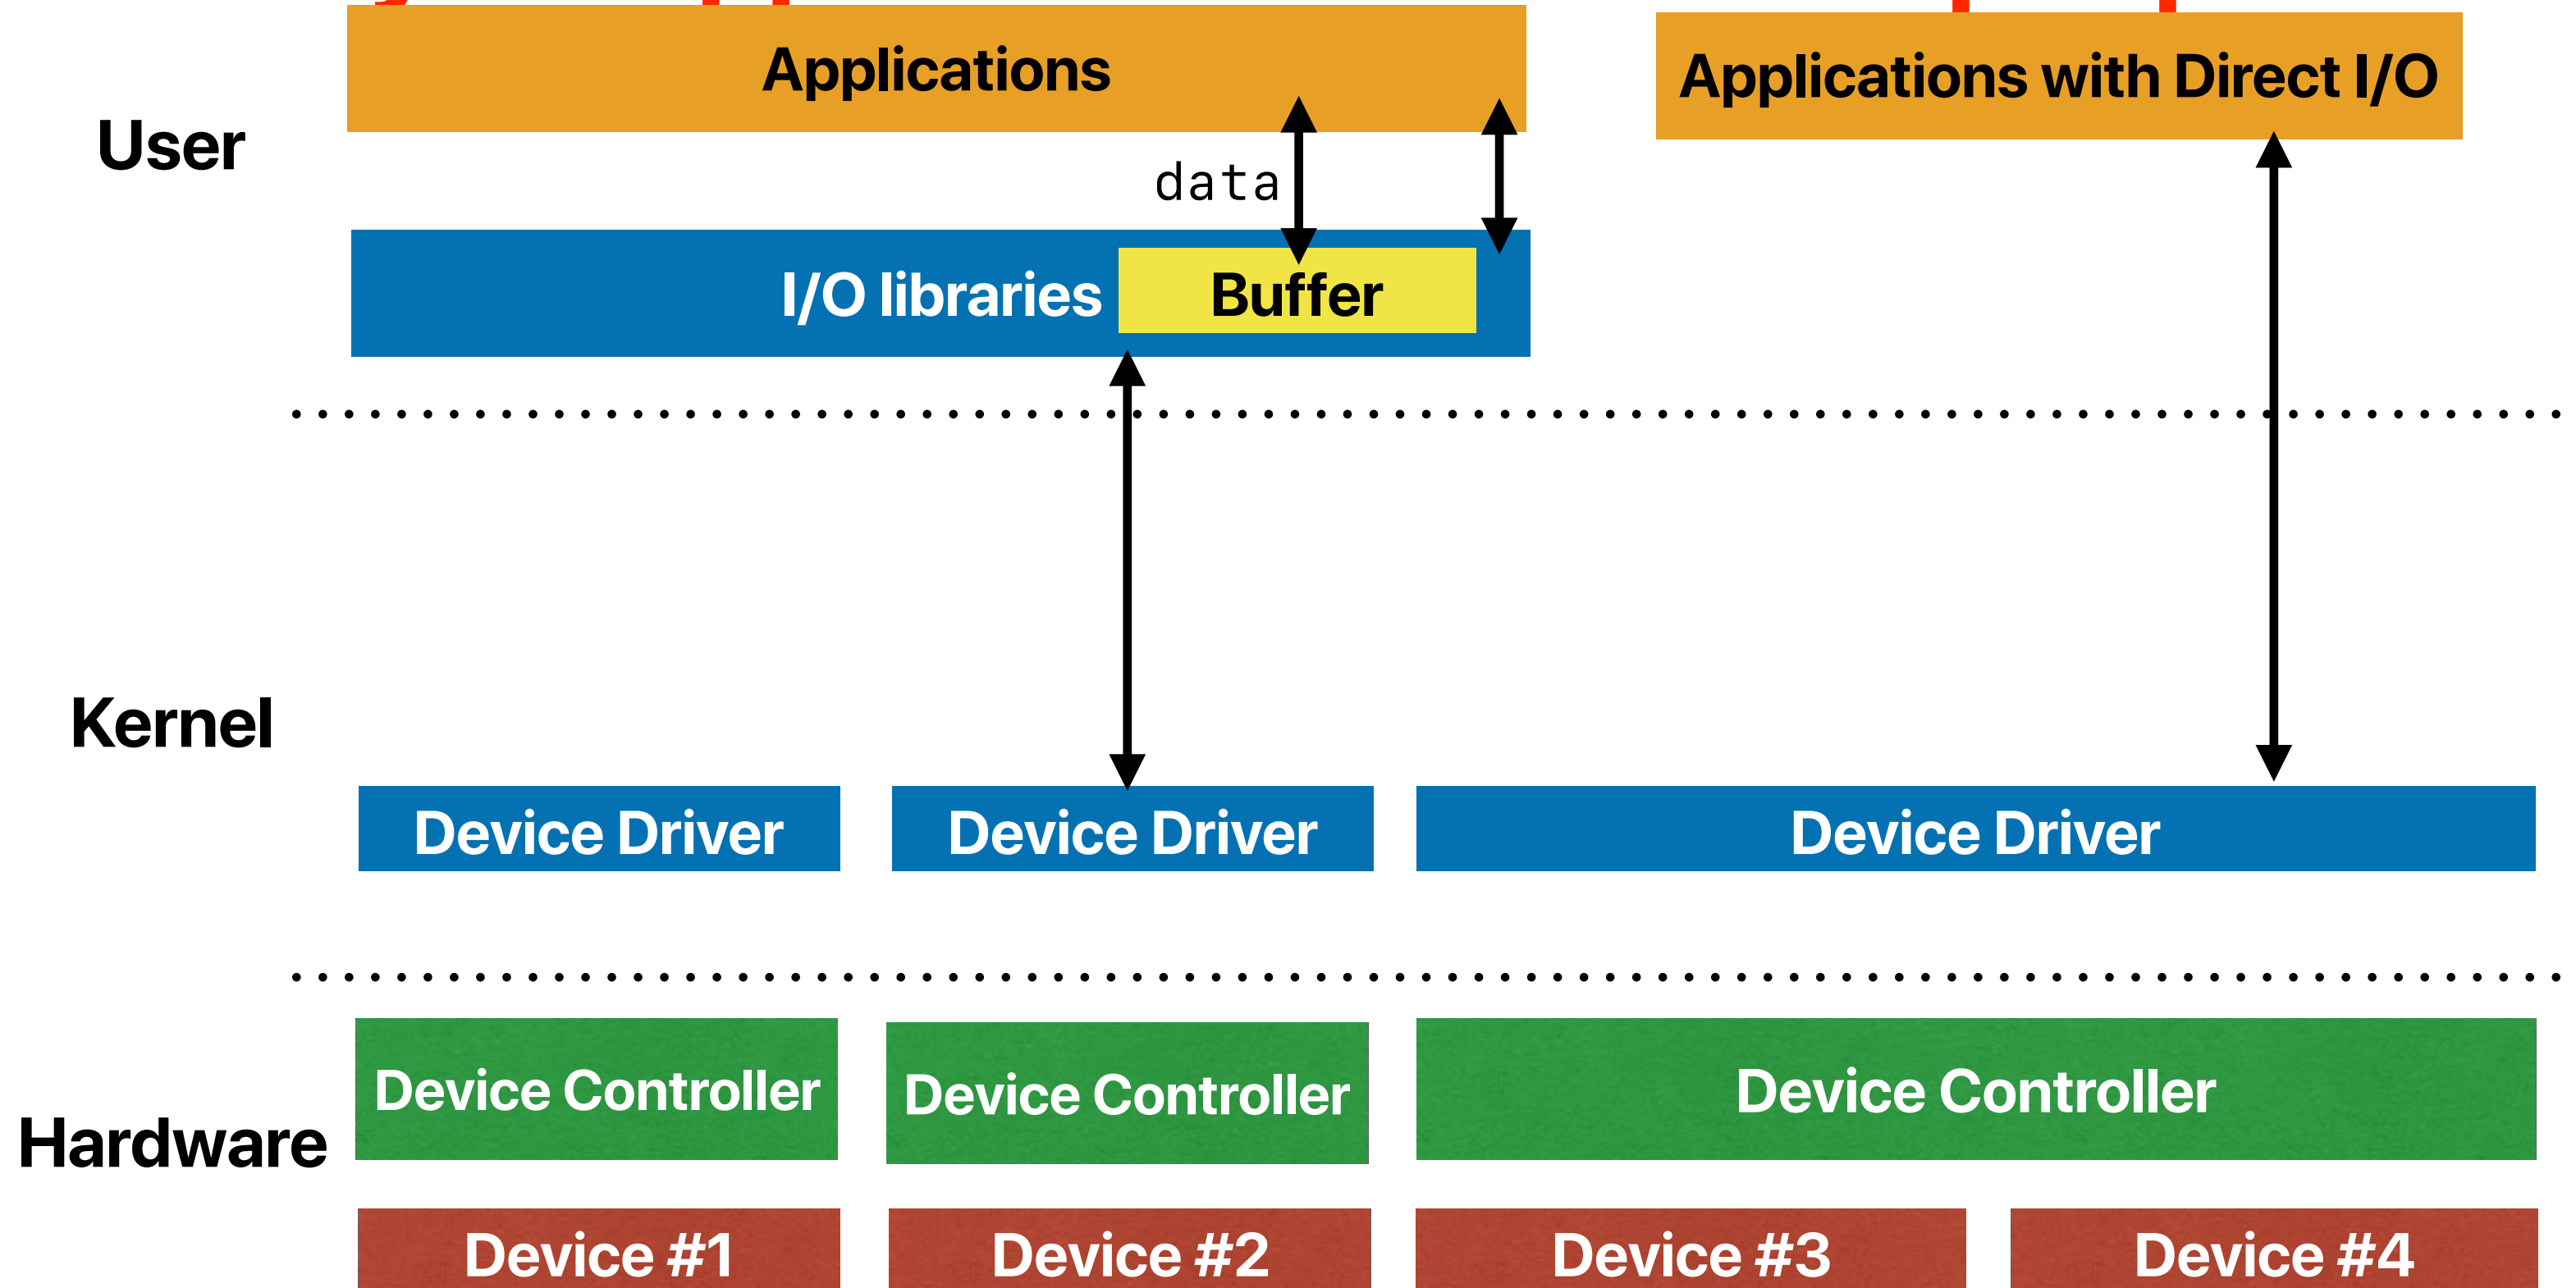 Applications
Applications with Direct I/O
User
data
I/O libraries
Buffer
Kernel
Device Driver
Device Driver
Device Driver
Device Controller
Device Controller
Device Controller
Hardware
Device #1
Device #2
Device #3
Device #4